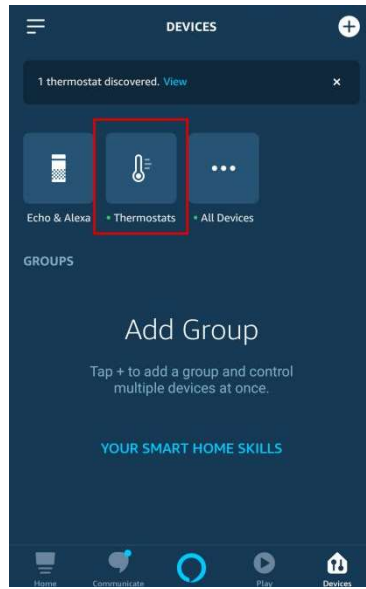 DEVICES
1 thermostat discovered. View
Echo & Alexa
Thermostats
All Devices
GROUPS
Add Group
Tap + to add a group and control
multiple devices at once.
YOUR SMART HOME SKILLS
Home Communicate Play Devices